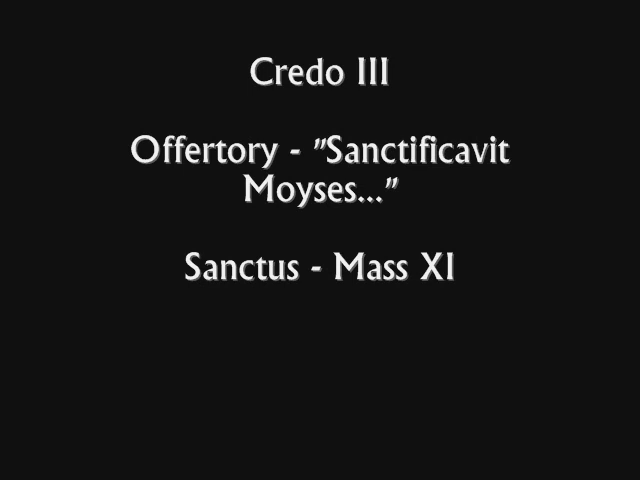 Credo III
Offertory - "Sanctificavit
Moyses..."
Sanctus - Mass XI